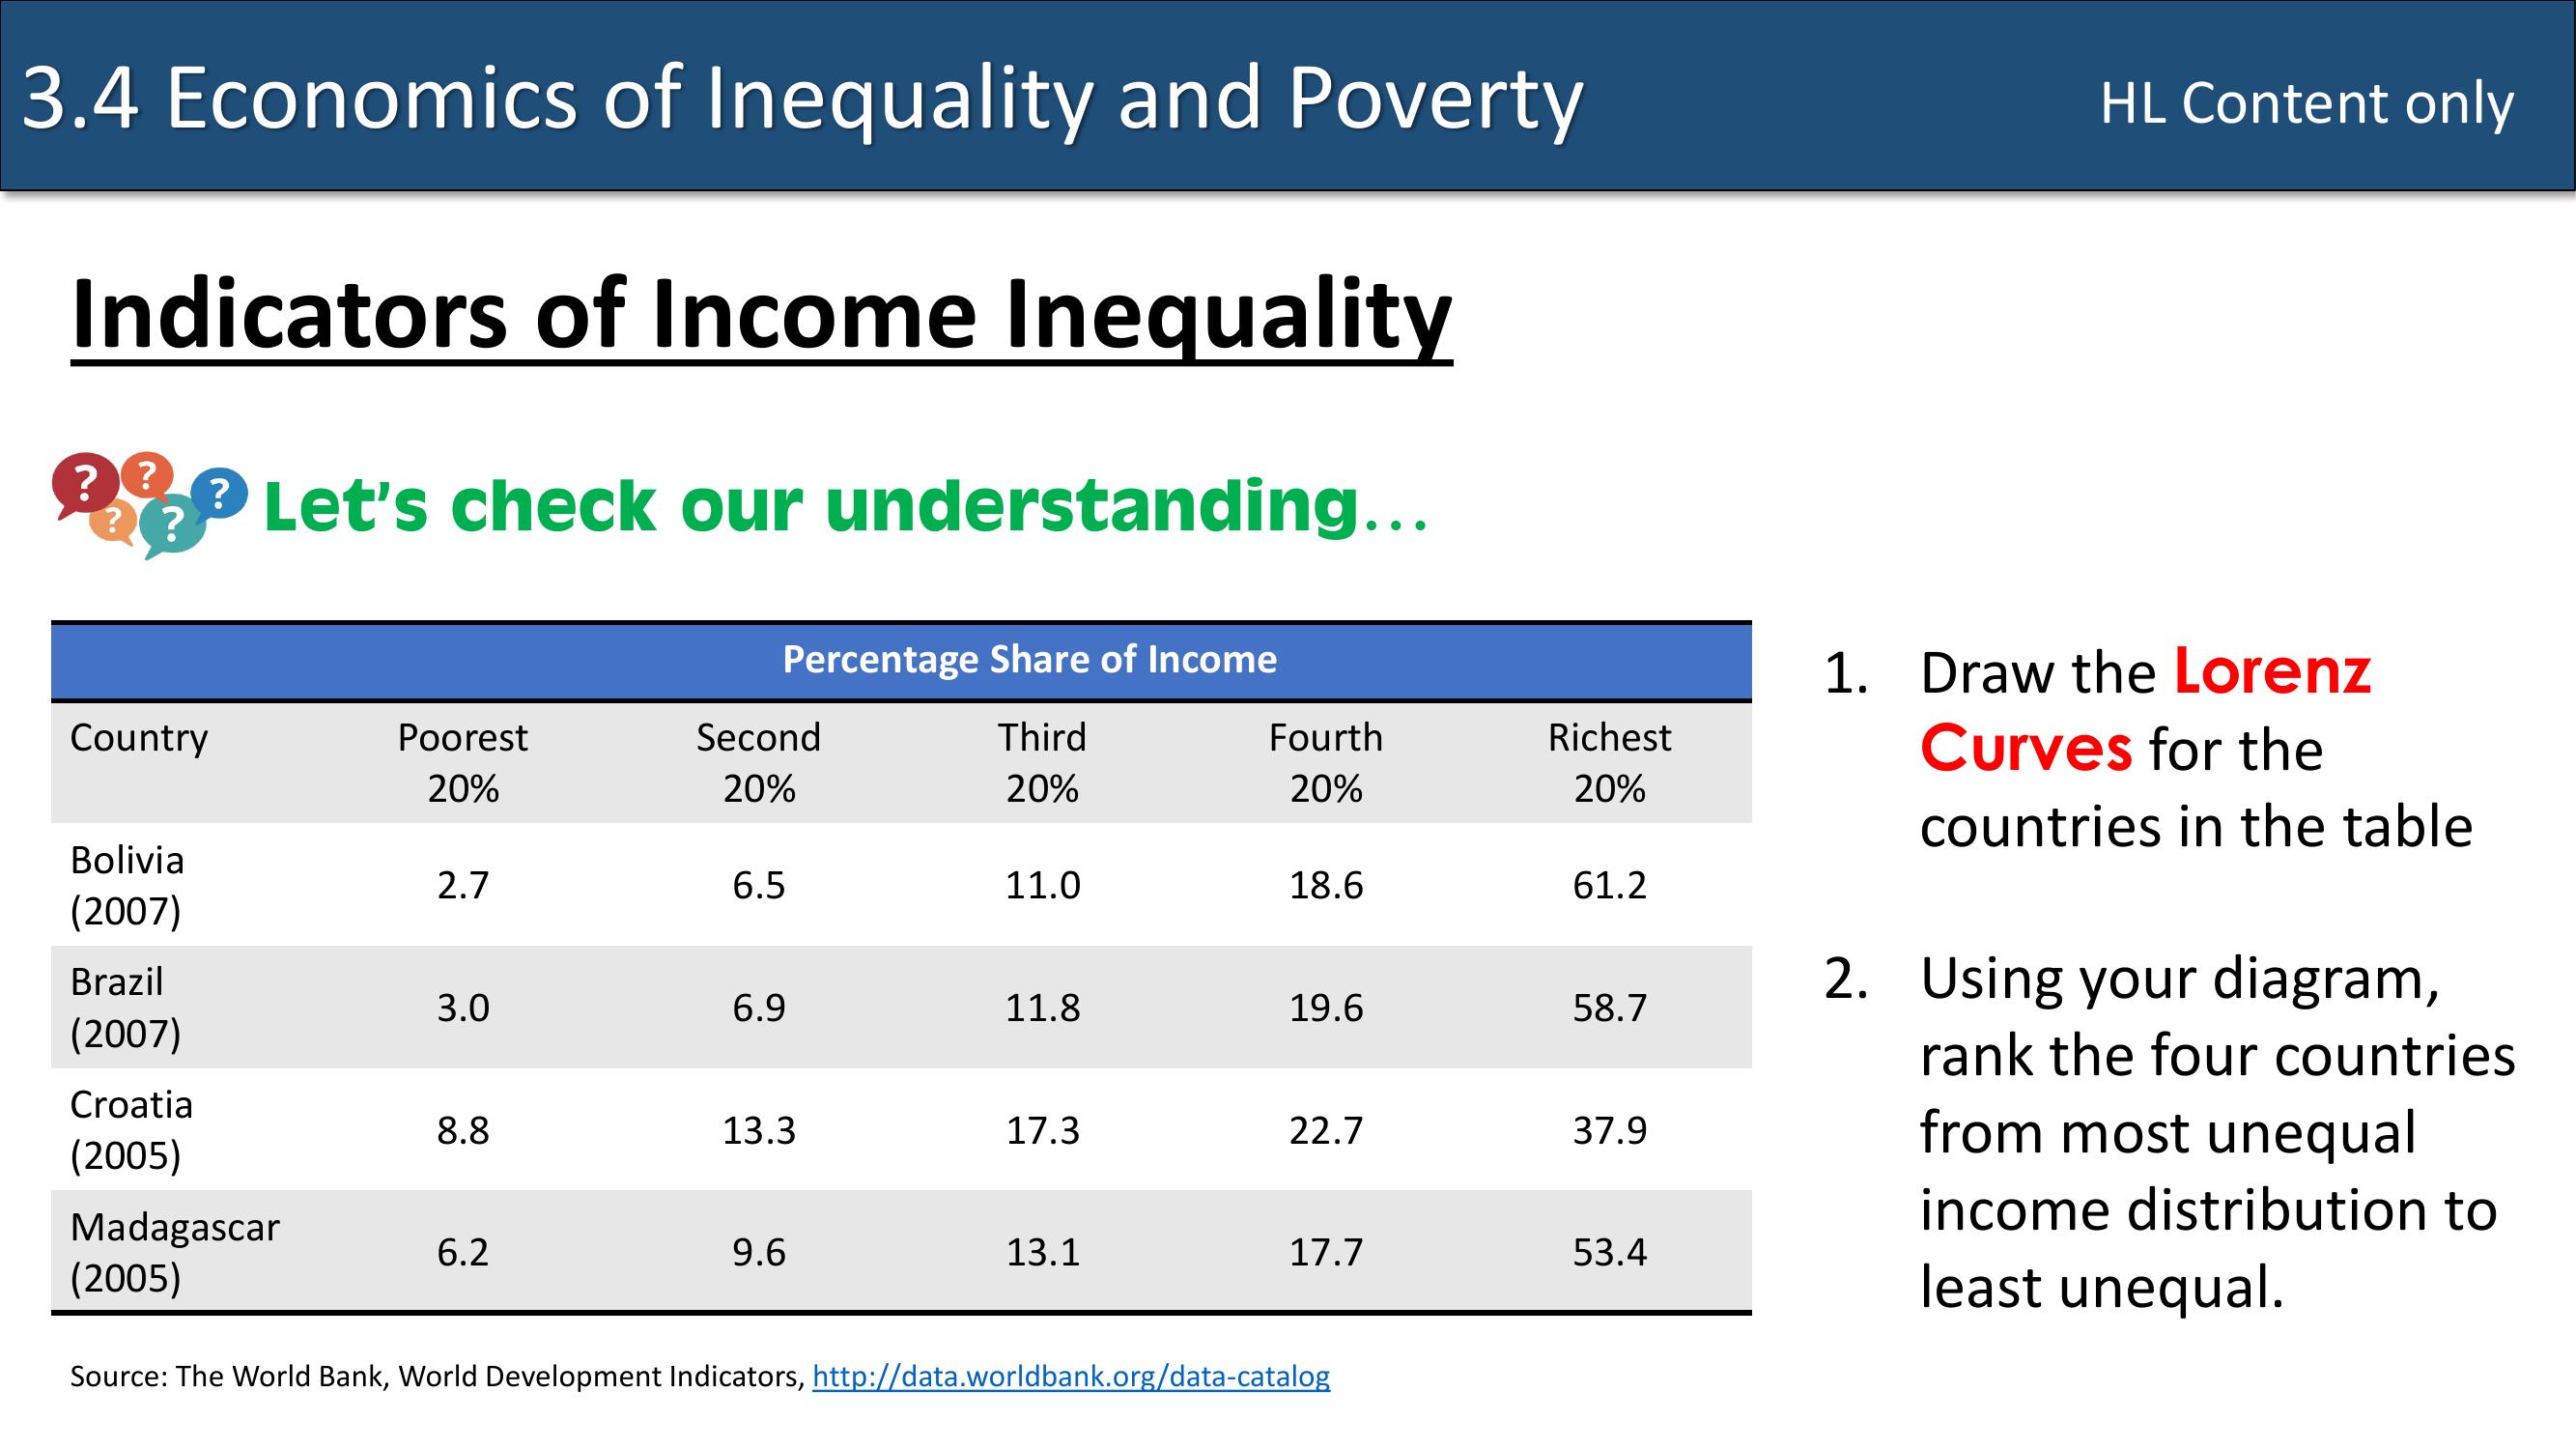 3.4 Economics of Inequality and Poverty
HL Content only
Indicators of Income Inequality
? ? ? ? ?
Let’s check our understanding…
Percentage Share of Income
Country Poorest Second Third Fourth Richest
20% 20% 20% 20% 20%
Bolivia
(2007) 2.7 6.5 11.0 18.6 61.2
Brazil
(2007) 3.0 6.9 11.8 19.6 58.7
Croatia
(2005) 8.8 13.3 17.3 22.7 37.9
Madagascar
(2005) 6.2 9.6 13.1 17.7 53.4
Source: The World Bank, World Development Indicators, http://data.worldbank.org/data-catalog
1. Draw the Lorenz
Curves for the
countries in the table
2. Using your diagram,
rank the four countries
from most unequal
income distribution to
least unequal.